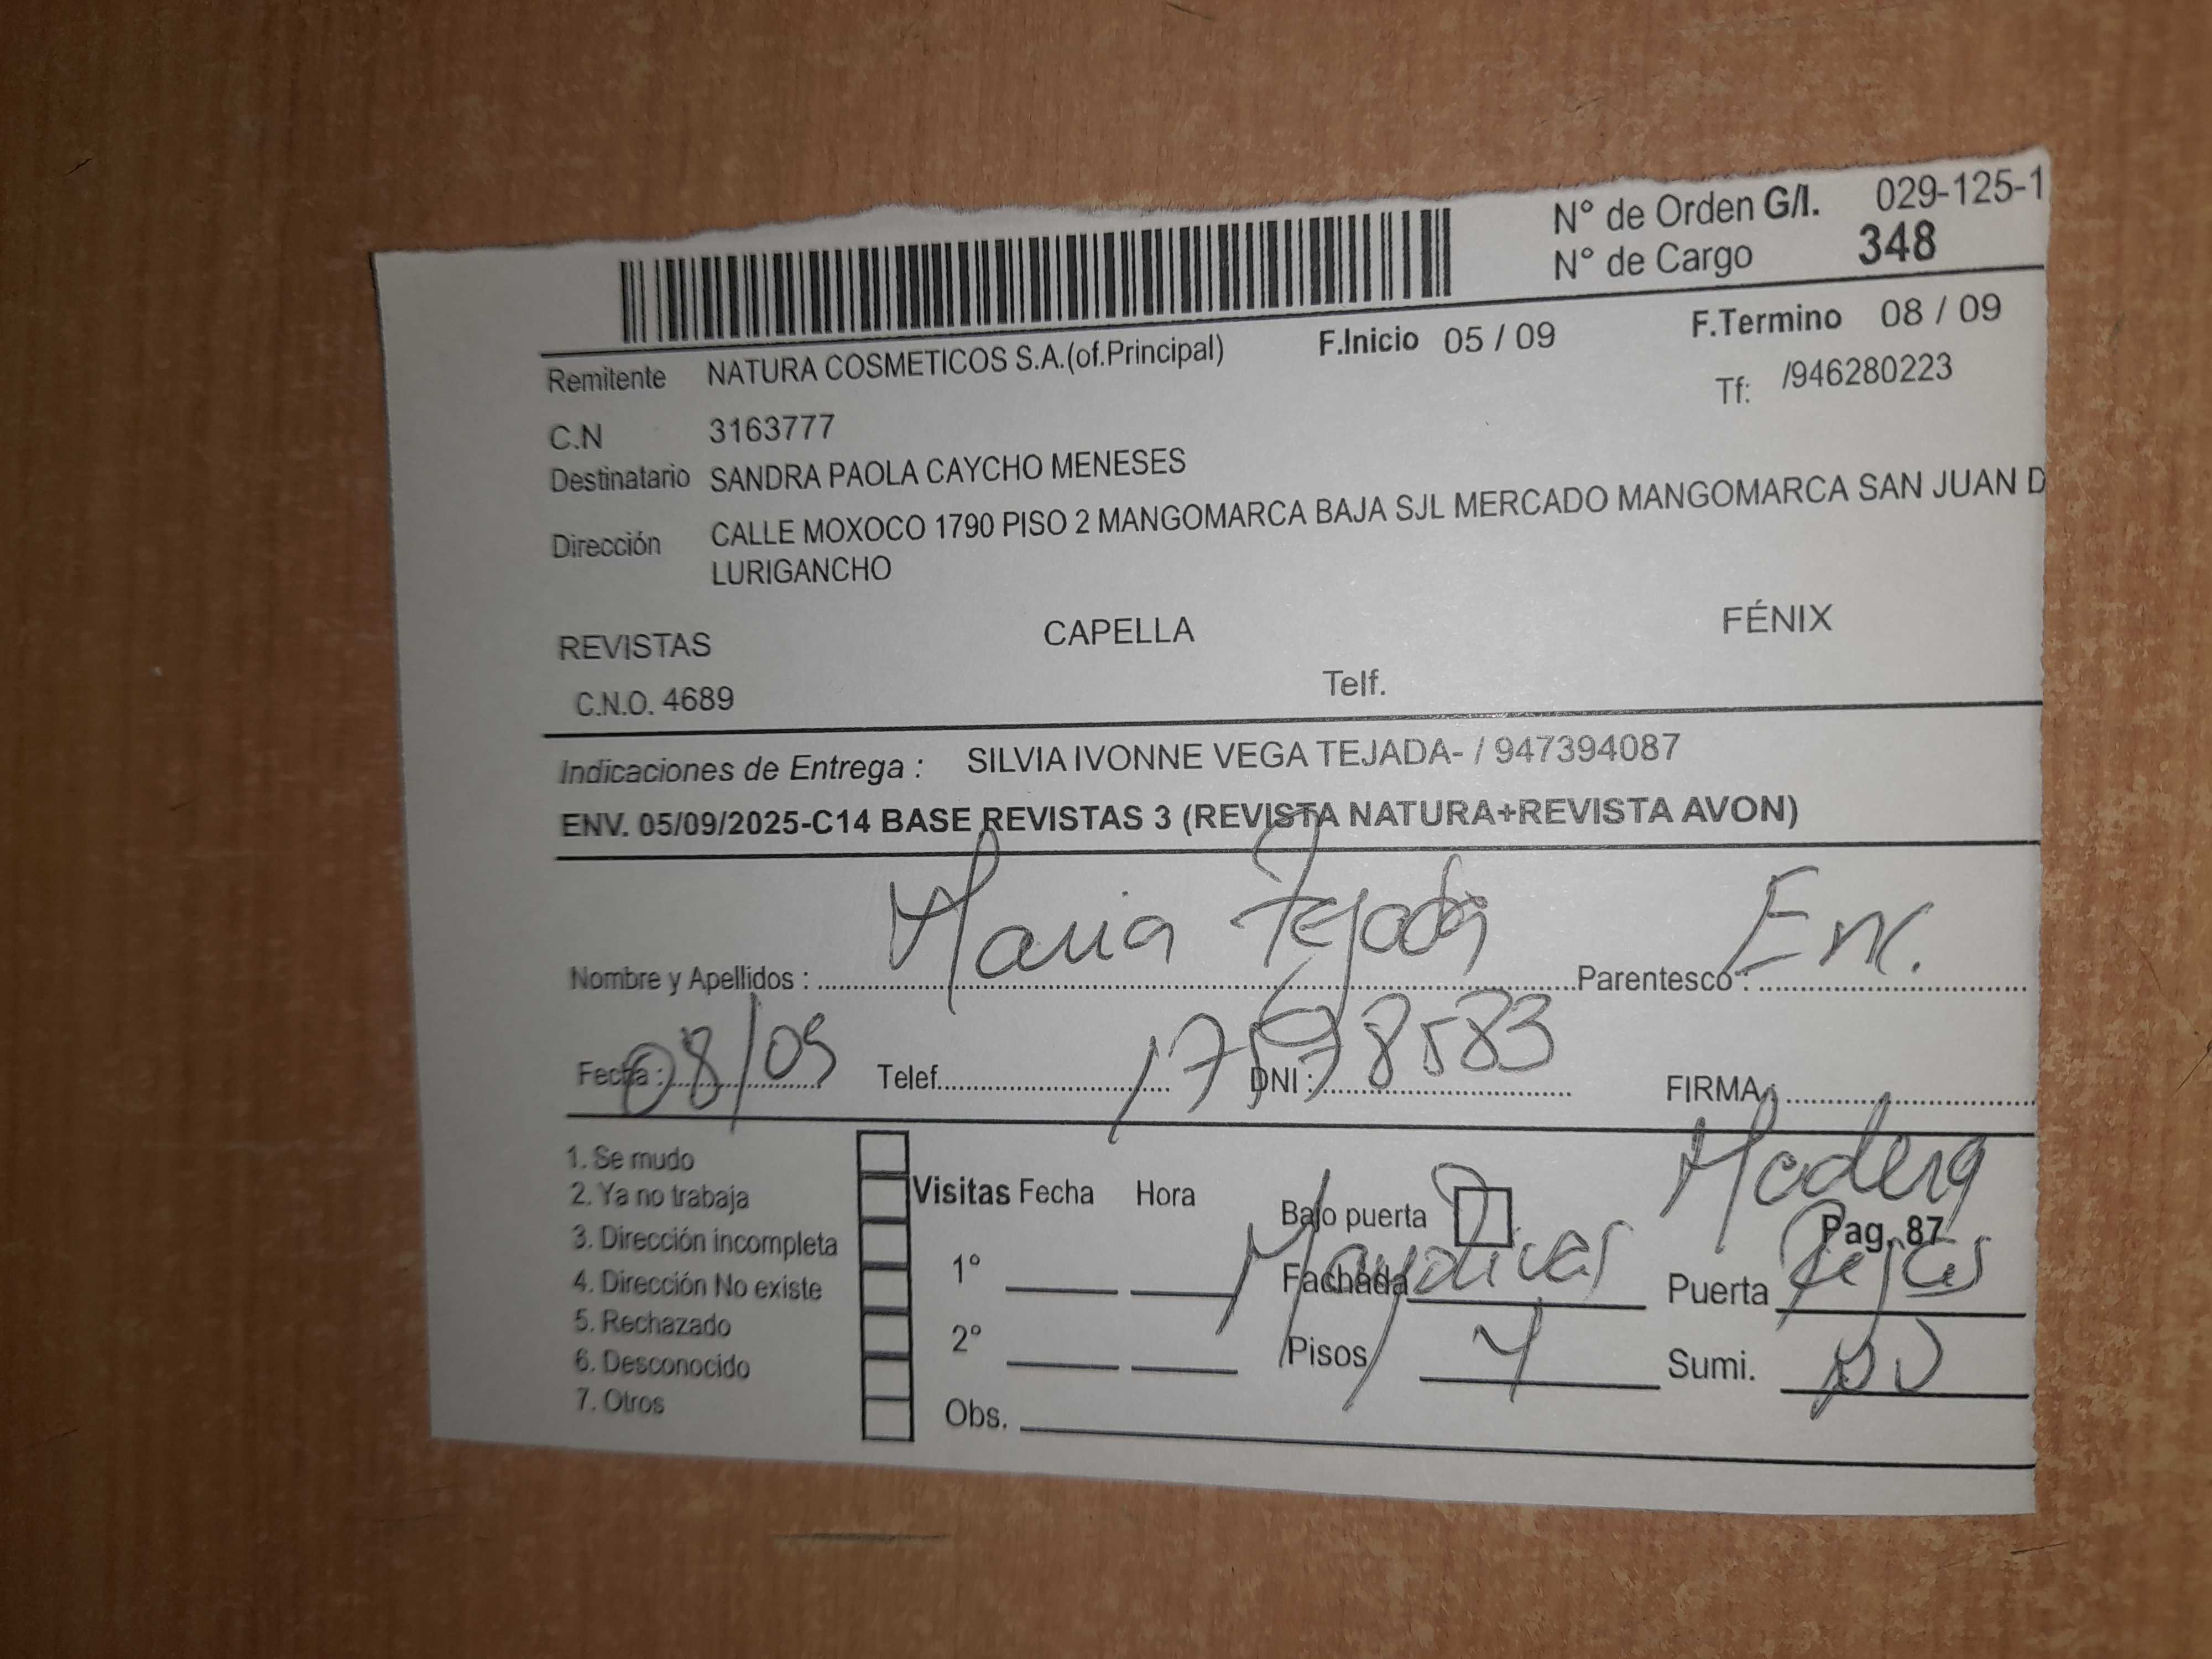 N° de Orden G/I. 029-125-1
N° de Cargo 348
Remitente NATURA COSMETICOS S.A.(of.Principal) F.Inicio 05 / 09 F.Termino 08 / 09
C.N 3163777 Tf: /946280223
Destinatario SANDRA PAOLA CAYCHO MENESES
Dirección CALLE MOXOCO 1790 PISO 2 MANGOMARCA BAJA SJL MERCADO MANGOMARCA SAN JUAN D
LURIGANCHO
REVISTAS CAPELLA FÉNIX
C.N.O. 4689 Telf.
Indicaciones de Entrega : SILVIA IVONNE VEGA TEJADA- / 947394087
ENV. 05/09/2025-C14 BASE REVISTAS 3 (REVISTA NATURA+REVISTA AVON)
Nombre y Apellidos : Maria Tejada Parentesco : Enc.
Fecha : 08/09 Telef. DNI : FIRMA :
1. Se mudo
2. Ya no trabaja
3. Dirección incompleta
4. Dirección No existe
5. Rechazado
6. Desconocido
7. Otros
Visitas Fecha Hora
1°
2°
Obs.
Bajo puerta
Fachada
Pisos 4
Madera
Pag. 87
Puerta Rejas
Sumi.